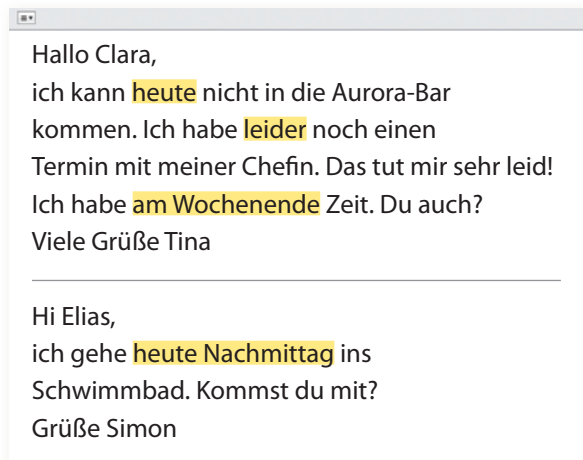 Hallo Clara,
ich kann heute nicht in die Aurora-Bar
kommen. Ich habe leider noch einen
Termin mit meiner Chefin. Das tut mir sehr leid!
Ich habe am Wochenende Zeit. Du auch?
Viele Grüße Tina
Hi Elias,
ich gehe heute Nachmittag ins
Schwimmbad. Kommst du mit?
Grüße Simon